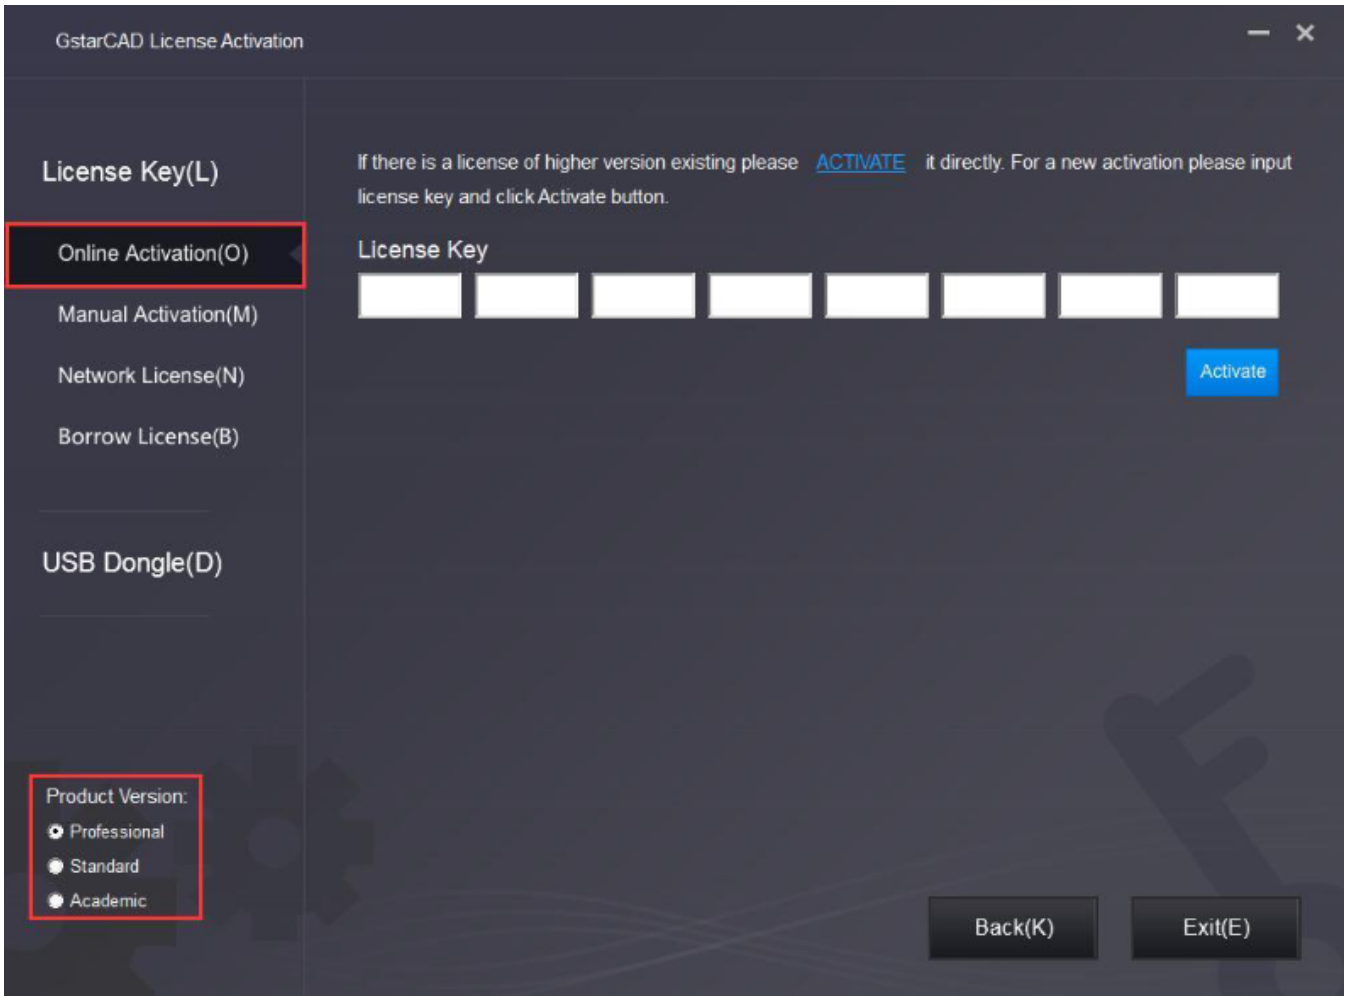 GstarCAD License Activation
License Key(L)
Online Activation(O)
Manual Activation(M)
Network License(N)
Borrow License(B)
USB Dongle(D)
Product Version:
Professional
Standard
Academic
If there is a license of higher version existing please ACTIVATE it directly. For a new activation please input
license key and click Activate button.
License Key
Activate
Back(K)
Exit(E)